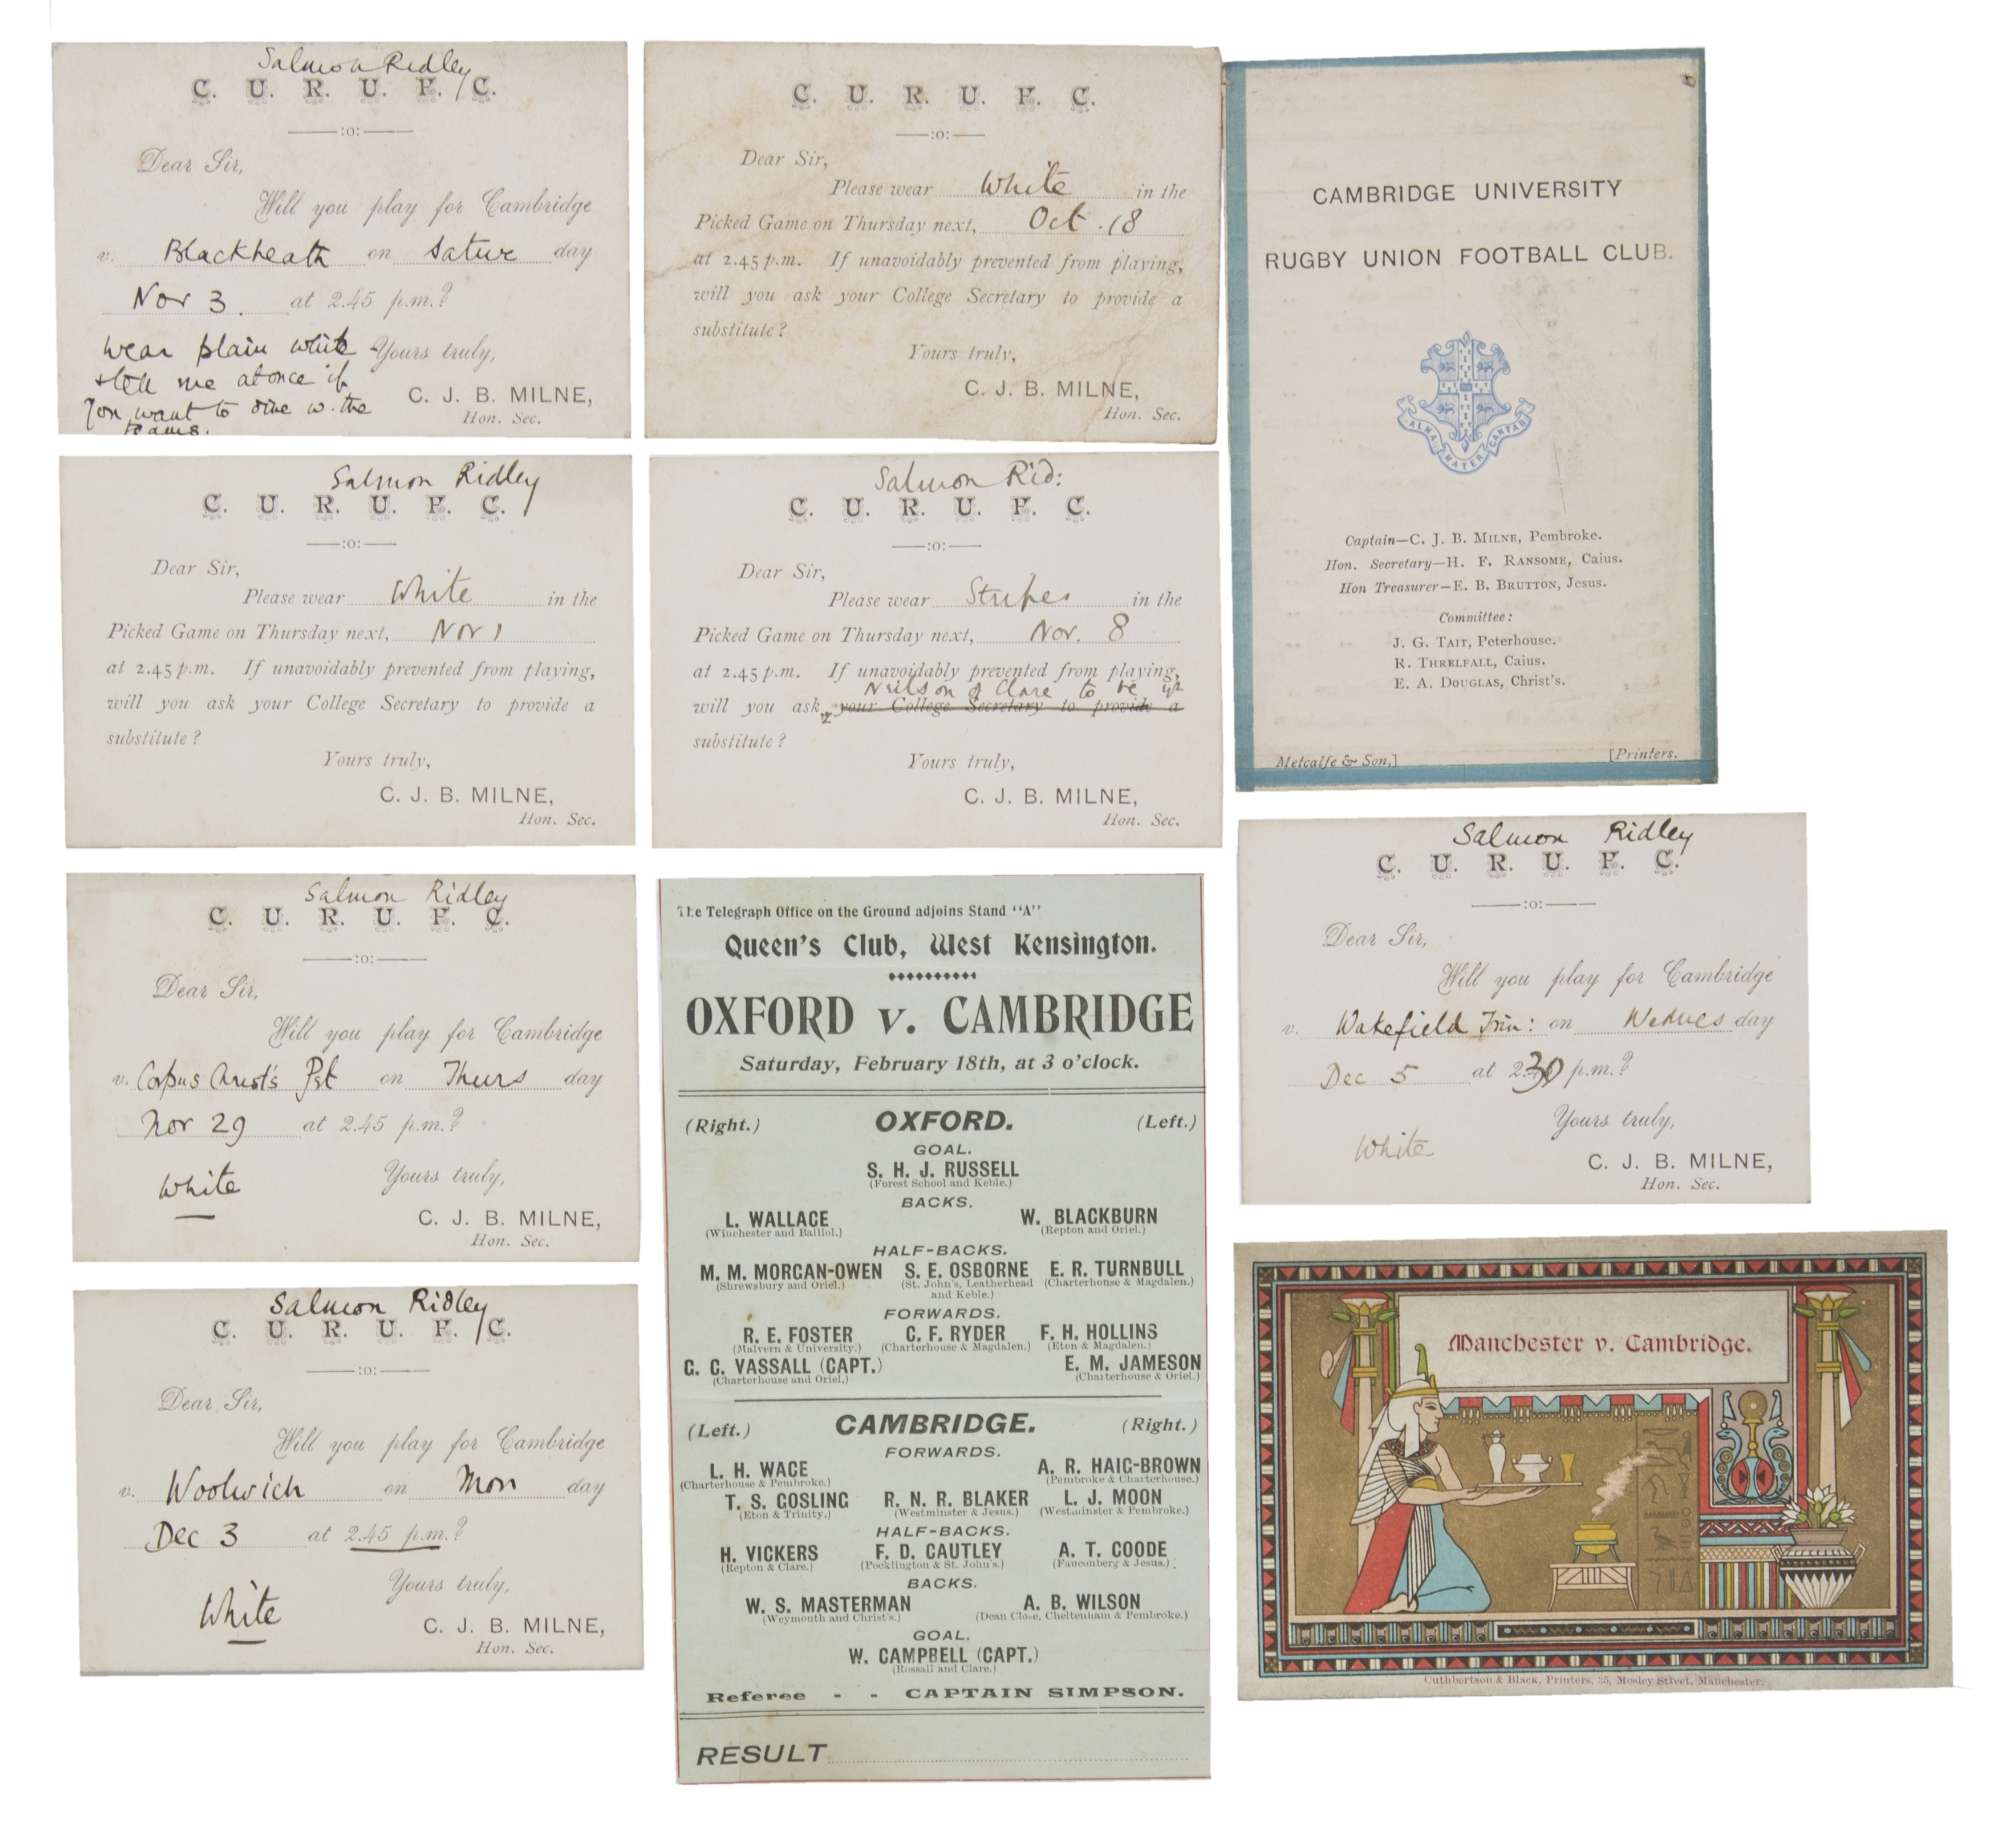 Salmon Ridley
C. U. R. U. F. C.
:o:
Dear Sir,
Will you play for Cambridge
v. Blackheath on Satur day
Nov 3. at 2.45 p.m.?
wear plain white Yours truly,
& tell me at once if
you want to dine w. the C. J. B. MILNE,
teams. Hon. Sec.
C. U. R. U. F. C.
:o:
Dear Sir,
Please wear White in the
Picked Game on Thursday next, Oct. 18
at 2.45 p.m. If unavoidably prevented from playing,
will you ask your College Secretary to provide a
substitute?
Yours truly,
C. J. B. MILNE,
Hon. Sec.
CAMBRIDGE UNIVERSITY
RUGBY UNION FOOTBALL CLUB.
ALMA MATER CANTAB
Captain—C. J. B. MILNE, Pembroke.
Hon. Secretary—H. F. RANSOME, Caius.
Hon Treasurer—E. B. BRUTTON, Jesus.
Committee:
J. G. TAIT, Peterhouse.
R. THRELFALL, Caius.
E. A. DOUGLAS, Christ's.
Metcalfe & Son,] [Printers.
Salmon Ridley
C. U. R. U. F. C.
:o:
Dear Sir,
Please wear White in the
Picked Game on Thursday next, Nov 1
at 2.45 p.m. If unavoidably prevented from playing,
will you ask your College Secretary to provide a
substitute?
Yours truly,
C. J. B. MILNE,
Hon. Sec.
Salmon Rid:
C. U. R. U. F. C.
:o:
Dear Sir,
Please wear Stripes in the
Picked Game on Thursday next, Nov. 8
at 2.45 p.m. If unavoidably prevented from playing,
Neilson of Clare to be yr
will you ask your College Secretary to provide a
substitute?
Yours truly,
C. J. B. MILNE,
Hon. Sec.
Salmon Ridley
C. U. R. U. F. C.
:o:
Dear Sir,
Will you play for Cambridge
v. Wakefield Trin: on Wednes day
Dec 5 at 2.30 p.m.?
Yours truly,
White
C. J. B. MILNE,
Hon. Sec.
Salmon Ridley
C. U. R. U. F. C.
:o:
Dear Sir,
Will you play for Cambridge
v. Corpus Pst on Thurs day
Nov 29 at 2.45 p.m.?
White Yours truly,
C. J. B. MILNE,
Hon. Sec.
The Telegraph Office on the Ground adjoins Stand "A"
Queen's Club, West Kensington.
OXFORD v. CAMBRIDGE
Saturday, February 18th, at 3 o'clock.
(Right.) OXFORD. (Left.)
GOAL.
S. H. J. RUSSELL
(Forest School and Keble.)
BACKS.
L. WALLACE W. BLACKBURN
(Winchester and Balliol.) (Repton and Oriel.)
HALF-BACKS.
M. M. MORGAN-OWEN S. E. OSBORNE E. R. TURNBULL
(Shrewsbury and Oriel.) (St. John's, Leatherhead (Charterhouse & Magdalen.)
and Keble.)
FORWARDS.
R. E. FOSTER C. F. RYDER F. H. HOLLINS
(Malvern & University.) (Charterhouse & Magdalen.) (Eton & Magdalen.)
G. C. VASSALL (CAPT.) E. M. JAMESON
(Charterhouse and Oriel,) (Charterhouse & Oriel.)
(Left.) CAMBRIDGE. (Right.)
FORWARDS.
L. H. WACE A. R. HAIG-BROWN
(Charterhouse & Pembroke.) (Pembroke & Charterhouse.)
T. S. GOSLING R. N. R. BLAKER L. J. MOON
(Eton & Trinity.) (Westminster & Jesus.) (Westminster & Pembroke.)
HALF-BACKS.
H. VICKERS F. D. CAUTLEY A. T. COODE
(Repton & Clare.) (Pocklington & St. John's.) (Fauconberg & Jesus.)
BACKS.
W. S. MASTERMAN A. B. WILSON
(Weymouth and Christ's.) (Dean Close, Cheltenham & Pembroke.)
GOAL.
W. CAMPBELL (CAPT.)
(Rossall and Clare.)
Referee - - CAPTAIN SIMPSON.
RESULT
Salmon Ridley
C. U. R. U. F. C.
:o:
Dear Sir,
Will you play for Cambridge
v. Woolwich on Mon day
Dec 3 at 2.45 p.m.?
Yours truly,
White
C. J. B. MILNE,
Hon. Sec.
Manchester v. Cambridge.
Cuthbertson & Black, Printers, 35, Mosley Street, Manchester.